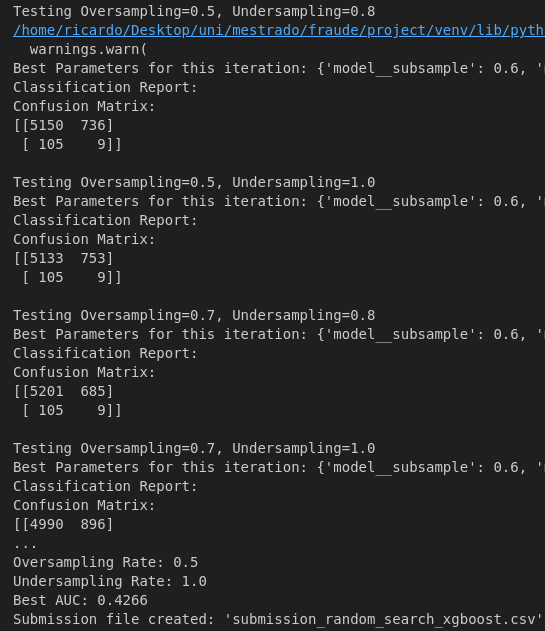 Testing Oversampling=0.5, Undersampling=0.8
/home/ricardo/Desktop/uni/mestrado/fraude/project/venv/lib/pyth
  warnings.warn(
Best Parameters for this iteration: {'model__subsample': 0.6, '
Classification Report:
Confusion Matrix:
[[5150  736]
 [ 105    9]]

Testing Oversampling=0.5, Undersampling=1.0
Best Parameters for this iteration: {'model__subsample': 0.6, '
Classification Report:
Confusion Matrix:
[[5133  753]
 [ 105    9]]

Testing Oversampling=0.7, Undersampling=0.8
Best Parameters for this iteration: {'model__subsample': 0.6, '
Classification Report:
Confusion Matrix:
[[5201  685]
 [ 105    9]]

Testing Oversampling=0.7, Undersampling=1.0
Best Parameters for this iteration: {'model__subsample': 0.6, '
Classification Report:
Confusion Matrix:
[[4990  896]
...
Oversampling Rate: 0.5
Undersampling Rate: 1.0
Best AUC: 0.4266
Submission file created: 'submission_random_search_xgboost.csv'